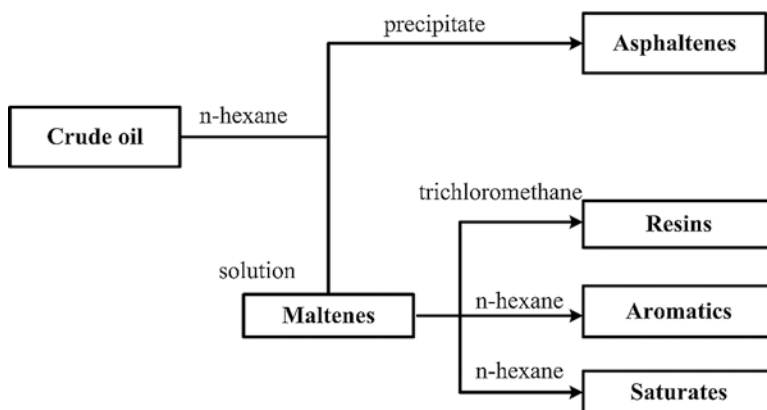 precipitate
Asphaltenes
n-hexane
Crude oil
trichloromethane
Resins
solution
n-hexane
Maltenes
Aromatics
n-hexane
Saturates